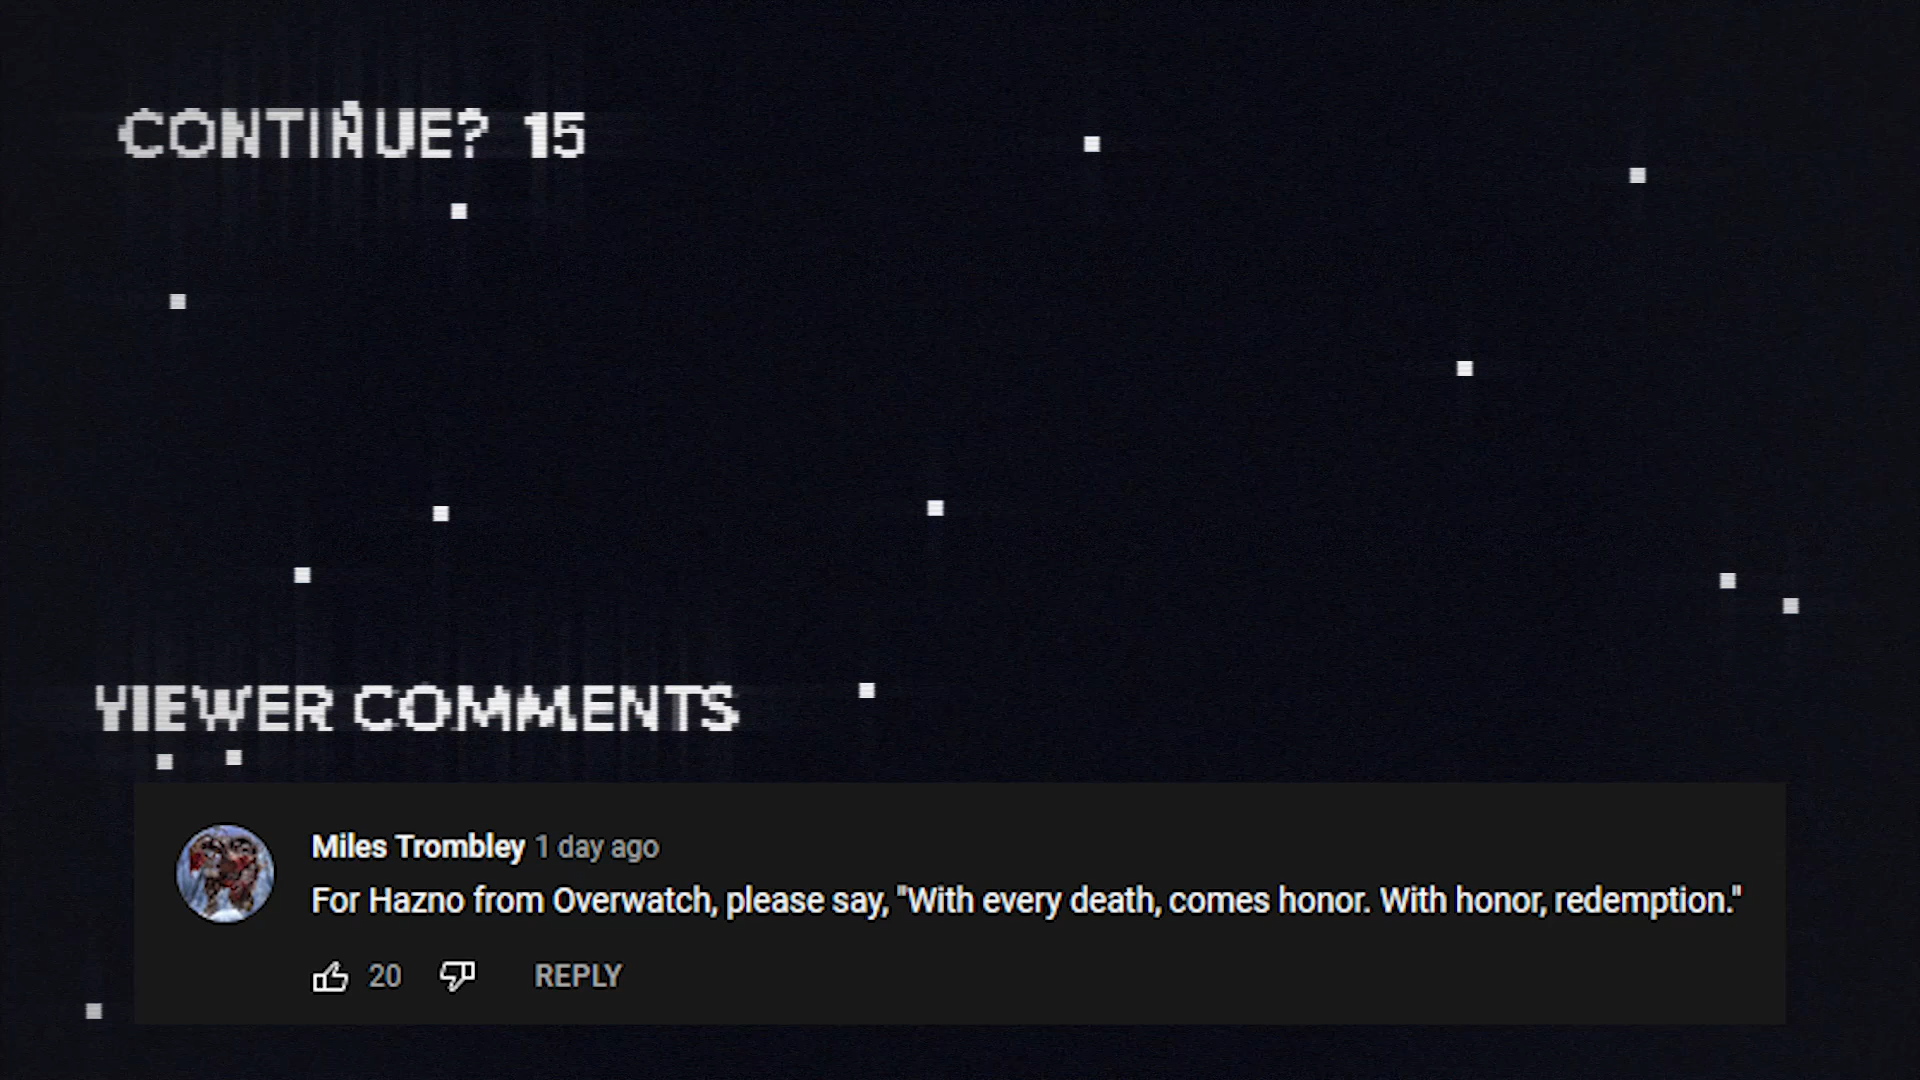 CONTINUE? 15
VIEWER COMMENTS
Miles Trombley 1 day ago
For Hazno from Overwatch, please say, "With every death, comes honor. With honor, redemption."
20 REPLY